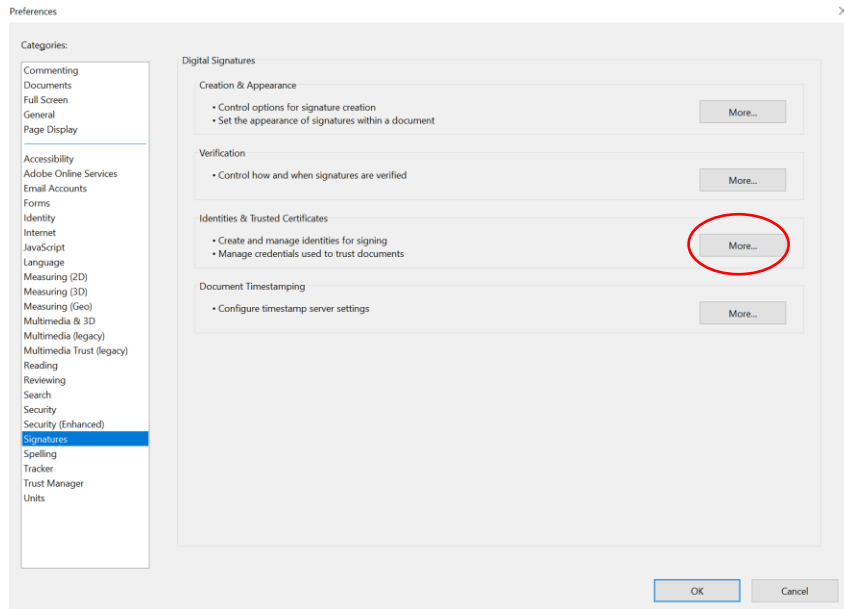 Preferences
Categories:
Commenting
Documents
Full Screen
General
Page Display
Accessibility
Adobe Online Services
Email Accounts
Forms
Identity
Internet
JavaScript
Language
Measuring (2D)
Measuring (3D)
Measuring (Geo)
Multimedia & 3D
Multimedia (legacy)
Multimedia Trust (legacy)
Reading
Reviewing
Search
Security
Security (Enhanced)
Signatures
Spelling
Tracker
Trust Manager
Units
Digital Signatures
Creation & Appearance
• Control options for signature creation
• Set the appearance of signatures within a document
More...
Verification
• Control how and when signatures are verified
More...
Identities & Trusted Certificates
• Create and manage identities for signing
• Manage credentials used to trust documents
More...
Document Timestamping
• Configure timestamp server settings
More...
OK
Cancel